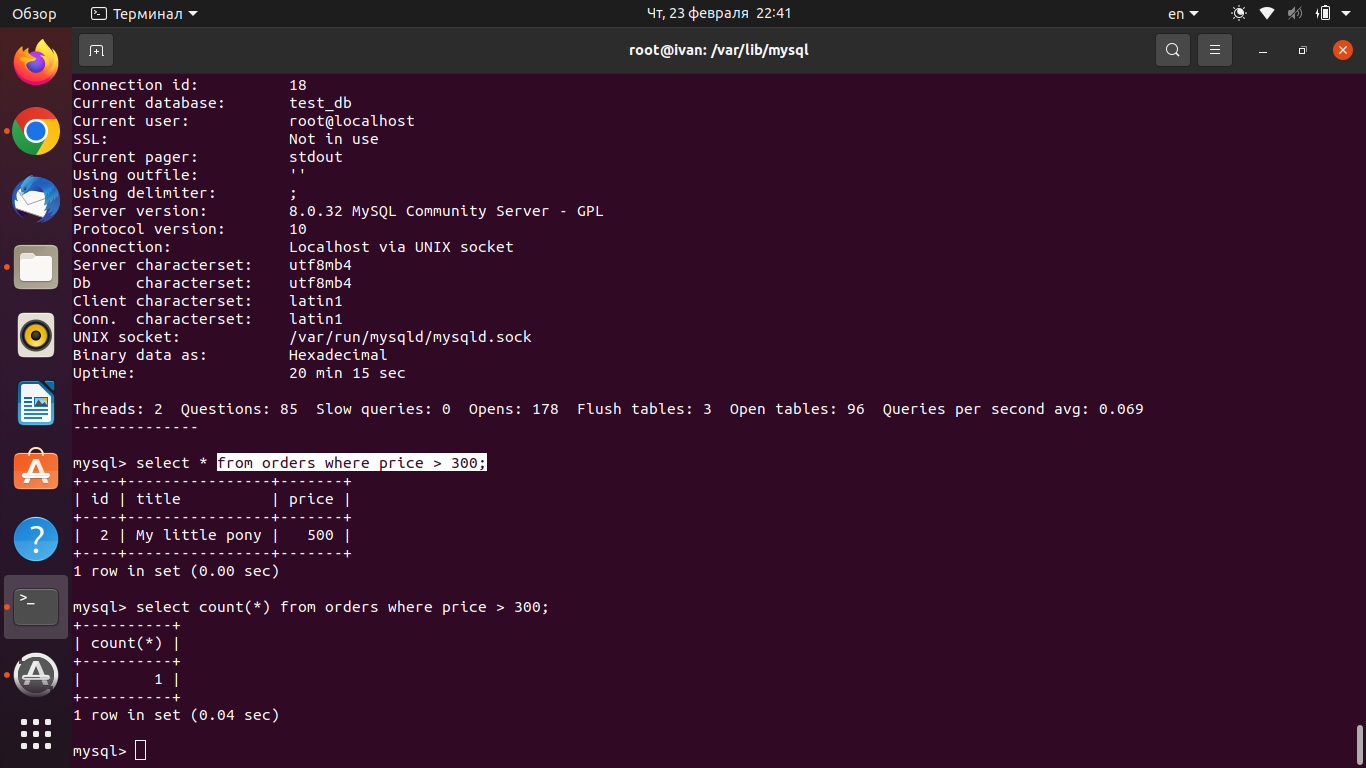 Обзор Терминал Чт, 23 февраля 22:41 en
root@ivan: /var/lib/mysql
Connection id: 18
Current database: test_db
Current user: root@localhost
SSL: Not in use
Current pager: stdout
Using outfile: ''
Using delimiter: ;
Server version: 8.0.32 MySQL Community Server - GPL
Protocol version: 10
Connection: Localhost via UNIX socket
Server characterset: utf8mb4
Db     characterset: utf8mb4
Client characterset: latin1
Conn.  characterset: latin1
UNIX socket: /var/run/mysqld/mysqld.sock
Binary data as: Hexadecimal
Uptime: 20 min 15 sec
Threads: 2  Questions: 85  Slow queries: 0  Opens: 178  Flush tables: 3  Open tables: 96  Queries per second avg: 0.069
--------------
mysql> select * from orders where price > 300;
+----+----------------+-------+
| id | title          | price |
+----+----------------+-------+
|  2 | My little pony |   500 |
+----+----------------+-------+
1 row in set (0.00 sec)
mysql> select count(*) from orders where price > 300;
+----------+
| count(*) |
+----------+
|        1 |
+----------+
1 row in set (0.04 sec)
mysql>